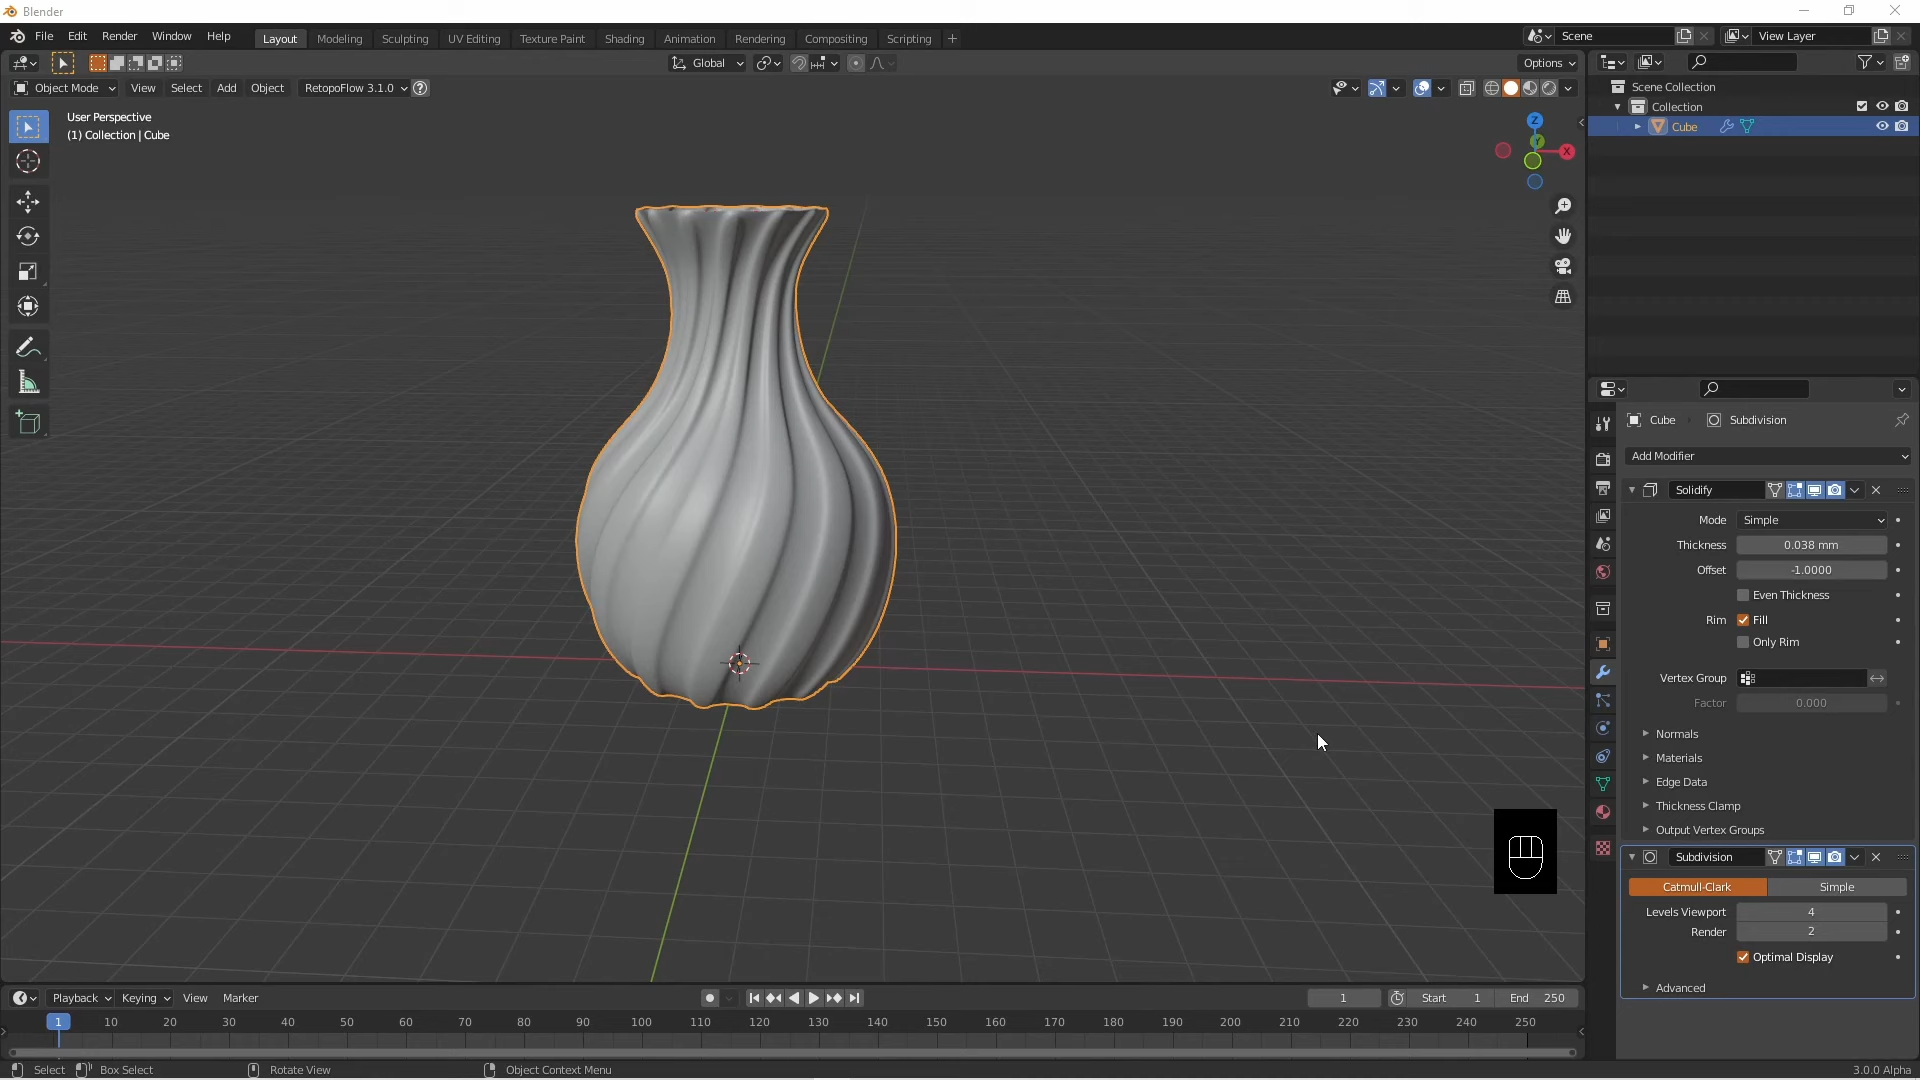 Blender
File Edit Render Window Help Layout Modeling Sculpting UV Editing Texture Paint Shading Animation Rendering Compositing Scripting + Scene View Layer
Global Options
Object Mode View Select Add Object RetopoFlow 3.1.0 ?
User Perspective
(1) Collection | Cube
Z
Y
X
Scene Collection
Collection
Cube
Cube Subdivision
Add Modifier
Solidify
Mode Simple
Thickness 0.038 mm
Offset -1.0000
Even Thickness
Rim Fill
Only Rim
Vertex Group
Factor 0.000
Normals
Materials
Edge Data
Thickness Clamp
Output Vertex Groups
Subdivision
Catmull-Clark Simple
Levels Viewport 4
Render 2
Optimal Display
Advanced
Playback Keying View Marker 1 Start 1 End 250
1 10 20 30 40 50 60 70 80 90 100 110 120 130 140 150 160 170 180 190 200 210 220 230 240 250
Select Box Select Rotate View Object Context Menu 3.0.0 Alpha